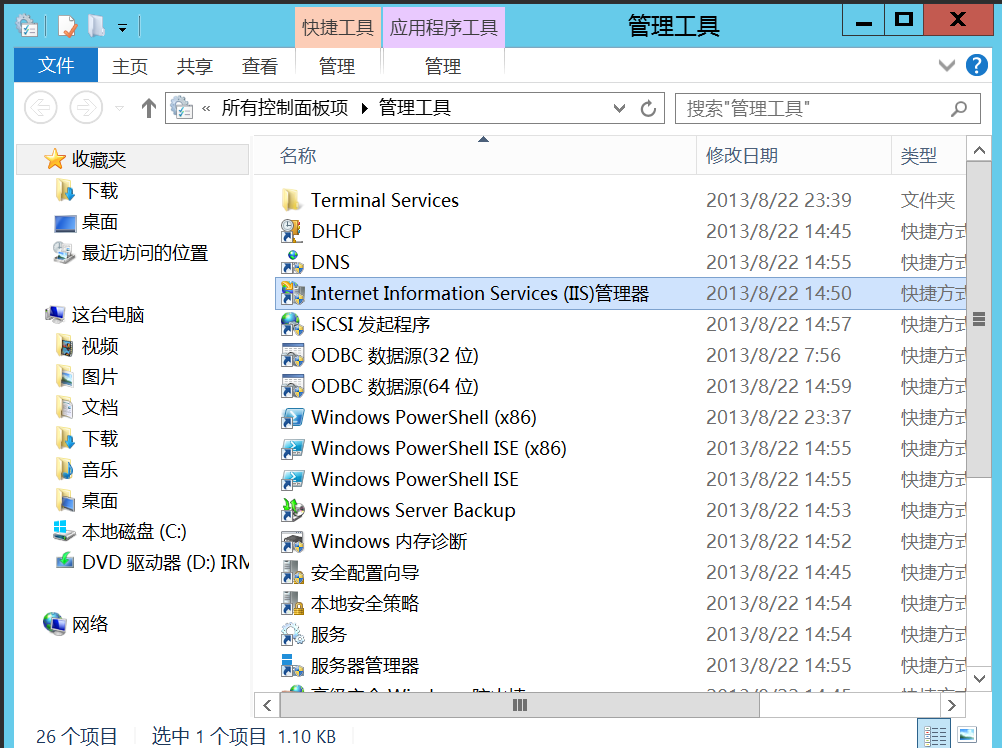 快捷工具 应用程序工具 管理工具
文件 主页 共享 查看 管理 管理
« 所有控制面板项 管理工具 搜索"管理工具"
名称 修改日期 类型
收藏夹
下载
桌面
最近访问的位置
这台电脑
视频
图片
文档
下载
音乐
桌面
本地磁盘 (C:)
DVD 驱动器 (D:) IRM
网络
Terminal Services 2013/8/22 23:39 文件夹
DHCP 2013/8/22 14:45 快捷方式
DNS 2013/8/22 14:55 快捷方式
Internet Information Services (IIS)管理器 2013/8/22 14:50 快捷方式
iSCSI 发起程序 2013/8/22 14:57 快捷方式
ODBC 数据源(32 位) 2013/8/22 7:56 快捷方式
ODBC 数据源(64 位) 2013/8/22 14:59 快捷方式
Windows PowerShell (x86) 2013/8/22 23:37 快捷方式
Windows PowerShell ISE (x86) 2013/8/22 14:55 快捷方式
Windows PowerShell ISE 2013/8/22 14:55 快捷方式
Windows Server Backup 2013/8/22 14:53 快捷方式
Windows 内存诊断 2013/8/22 14:52 快捷方式
安全配置向导 2013/8/22 14:45 快捷方式
本地安全策略 2013/8/22 14:54 快捷方式
服务 2013/8/22 14:54 快捷方式
服务器管理器 2013/8/22 14:55 快捷方式
26 个项目 选中 1 个项目 1.10 KB